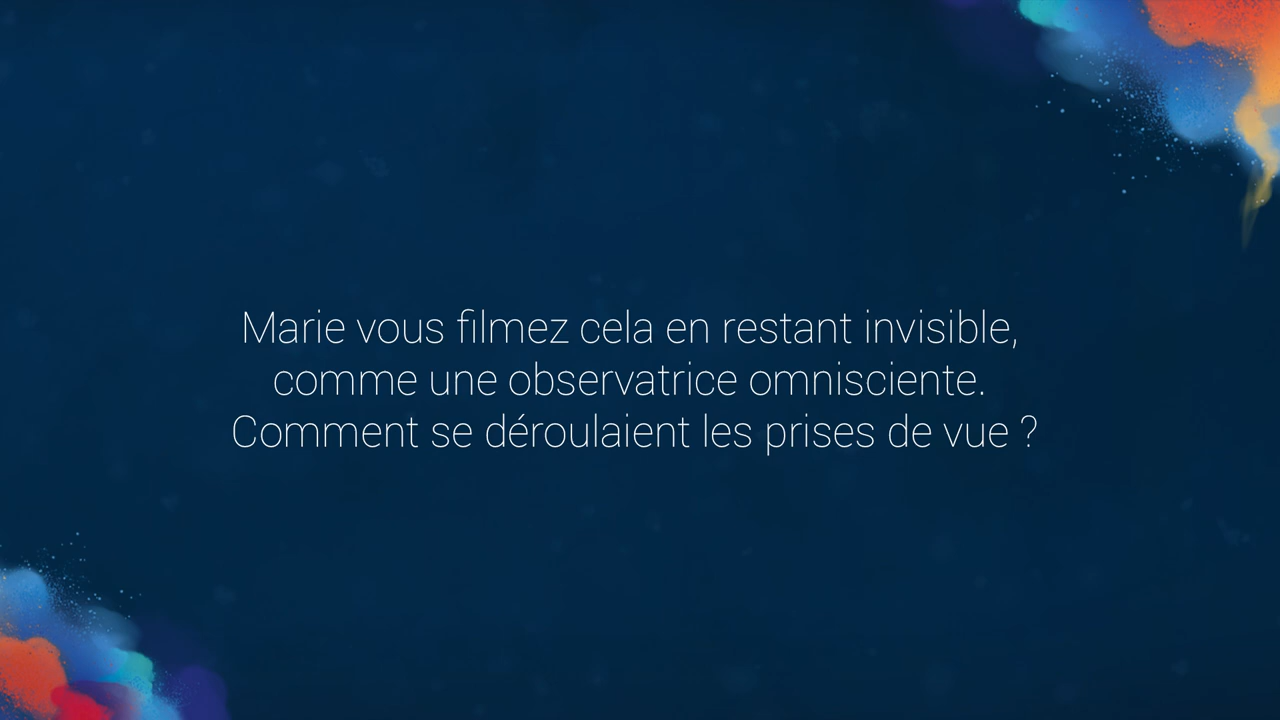 Marie vous filmez cela en restant invisible,
comme une observatrice omnisciente.
Comment se déroulaient les prises de vue ?